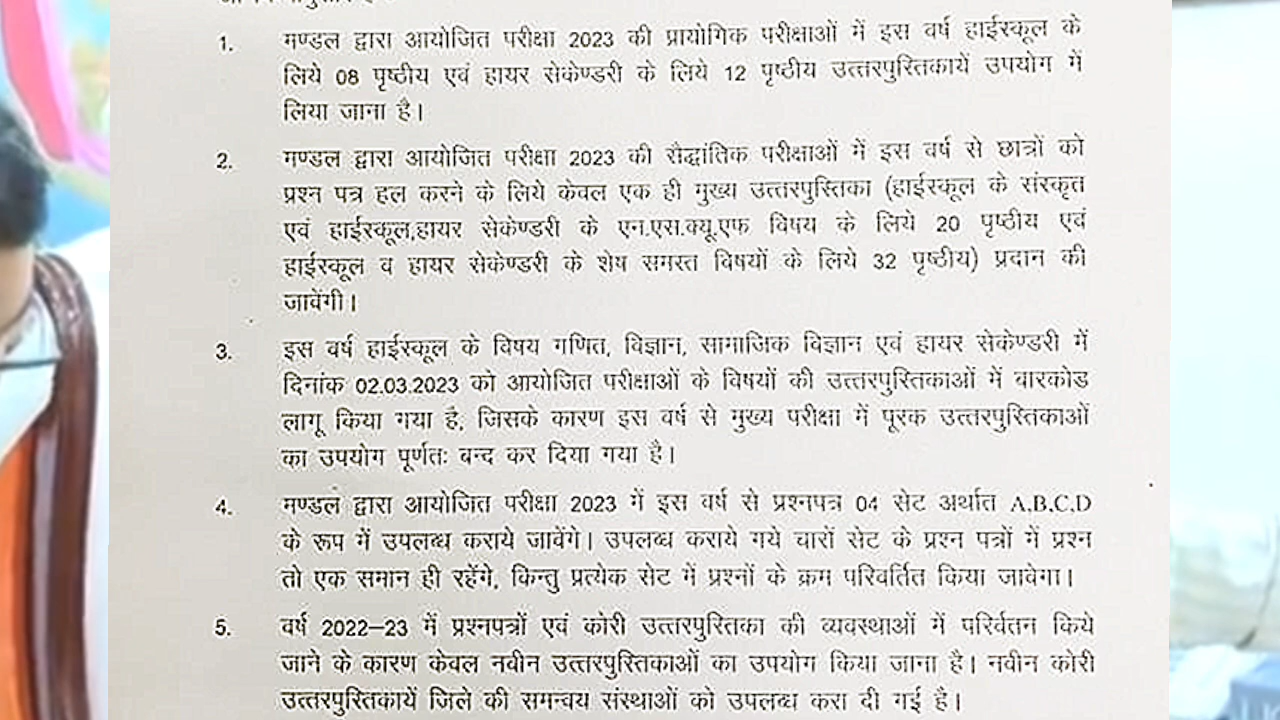 1. मण्डल द्वारा आयोजित परीक्षा 2023 की प्रायोगिक परीक्षाओं में इस वर्ष हाईस्कूल के
लिये 08 पृष्ठीय एवं हायर सेकेण्डरी के लिये 12 पृष्ठीय उत्तरपुस्तिकायें उपयोग में
लिया जाना है।
2. मण्डल द्वारा आयोजित परीक्षा 2023 की सैद्धांतिक परीक्षाओं में इस वर्ष से छात्रों को
प्रश्न पत्र हल करने के लिये केवल एक ही मुख्य उत्तरपुस्तिका (हाईस्कूल के संस्कृत
एवं हाईस्कूल,हायर सेकेण्डरी के एन.एस.क्यू.एफ विषय के लिये 20 पृष्ठीय एवं
हाईस्कूल व हायर सेकेण्डरी के शेष समस्त विषयों के लिये 32 पृष्ठीय) प्रदान की
जावेंगी।
3. इस वर्ष हाईस्कूल के विषय गणित, विज्ञान, सामाजिक विज्ञान एवं हायर सेकेण्डरी में
दिनांक 02.03.2023 को आयोजित परीक्षाओं के विषयों की उत्तरपुस्तिकाओं में बारकोड
लागू किया गया है, जिसके कारण इस वर्ष से मुख्य परीक्षा में पूरक उत्तरपुस्तिकाओं
का उपयोग पूर्णतः बन्द कर दिया गया है।
4. मण्डल द्वारा आयोजित परीक्षा 2023 में इस वर्ष से प्रश्नपत्र 04 सेट अर्थात A,B,C,D
के रूप में उपलब्ध कराये जावेंगे। उपलब्ध कराये गये चारों सेट के प्रश्न पत्रों में प्रश्न
तो एक समान ही रहेंगे, किन्तु प्रत्येक सेट में प्रश्नों के क्रम परिवर्तित किया जावेगा।
5. वर्ष 2022–23 में प्रश्नपत्रों एवं कोरी उत्तरपुस्तिका की व्यवस्थाओं में परिर्वतन किये
जाने के कारण केवल नवीन उत्तरपुस्तिकाओं का उपयोग किया जाना है। नवीन कोरी
उत्तरपुस्तिकायें जिले की समन्वय संस्थाओं को उपलब्ध करा दी गई है।